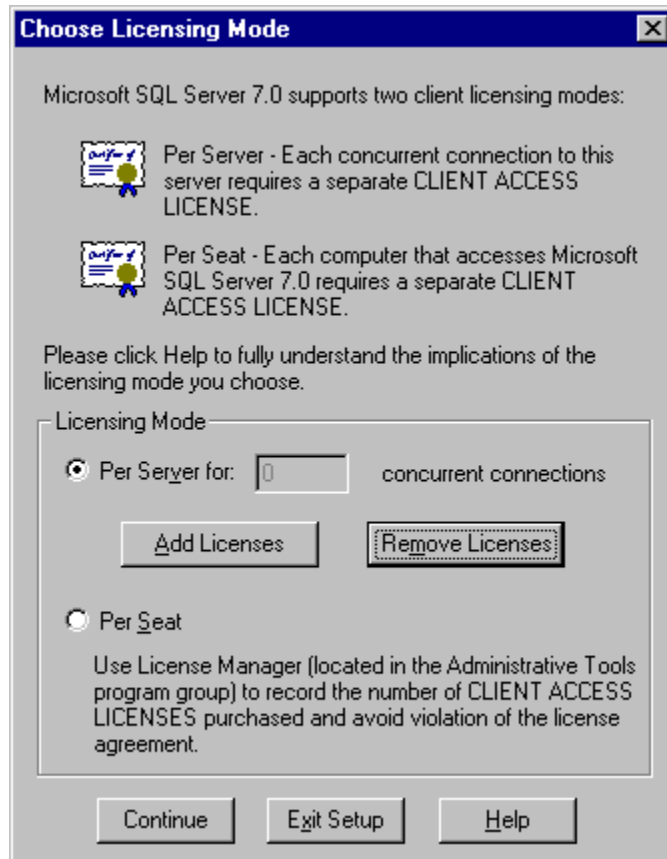 Choose Licensing Mode
Microsoft SQL Server 7.0 supports two client licensing modes:
Per Server - Each concurrent connection to this
server requires a separate CLIENT ACCESS
LICENSE.
Per Seat - Each computer that accesses Microsoft
SQL Server 7.0 requires a separate CLIENT
ACCESS LICENSE.
Please click Help to fully understand the implications of the
licensing mode you choose.
Licensing Mode
Per Server for: 0 concurrent connections
Add Licenses Remove Licenses
Per Seat
Use License Manager (located in the Administrative Tools
program group) to record the number of CLIENT ACCESS
LICENSES purchased and avoid violation of the license
agreement.
Continue Exit Setup Help